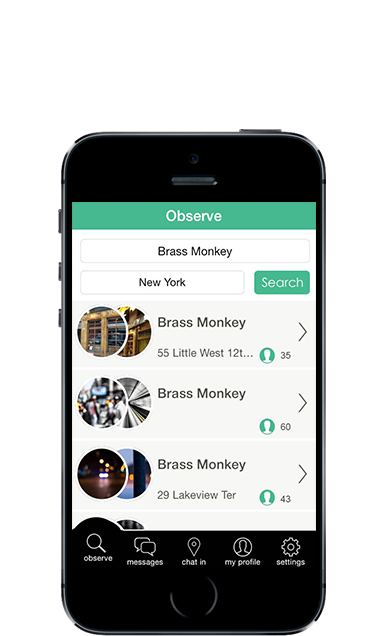 Observe
Brass Monkey
New York
Search
Brass Monkey
55 Little West 12t...
35
Brass Monkey
60
Brass Monkey
29 Lakeview Ter
43
observe
messages
chat in
my profile
settings